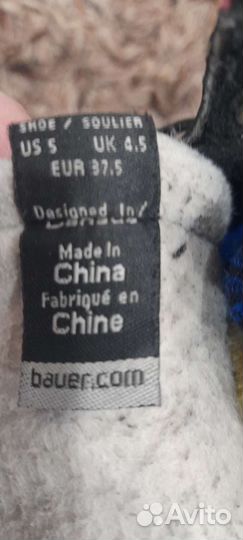 SHOE / SOULIER
US 5 UK 4.5
EUR 37.5
Designed In/
Made In
China
Fabriqué en
Chine
bauer.com
Avito